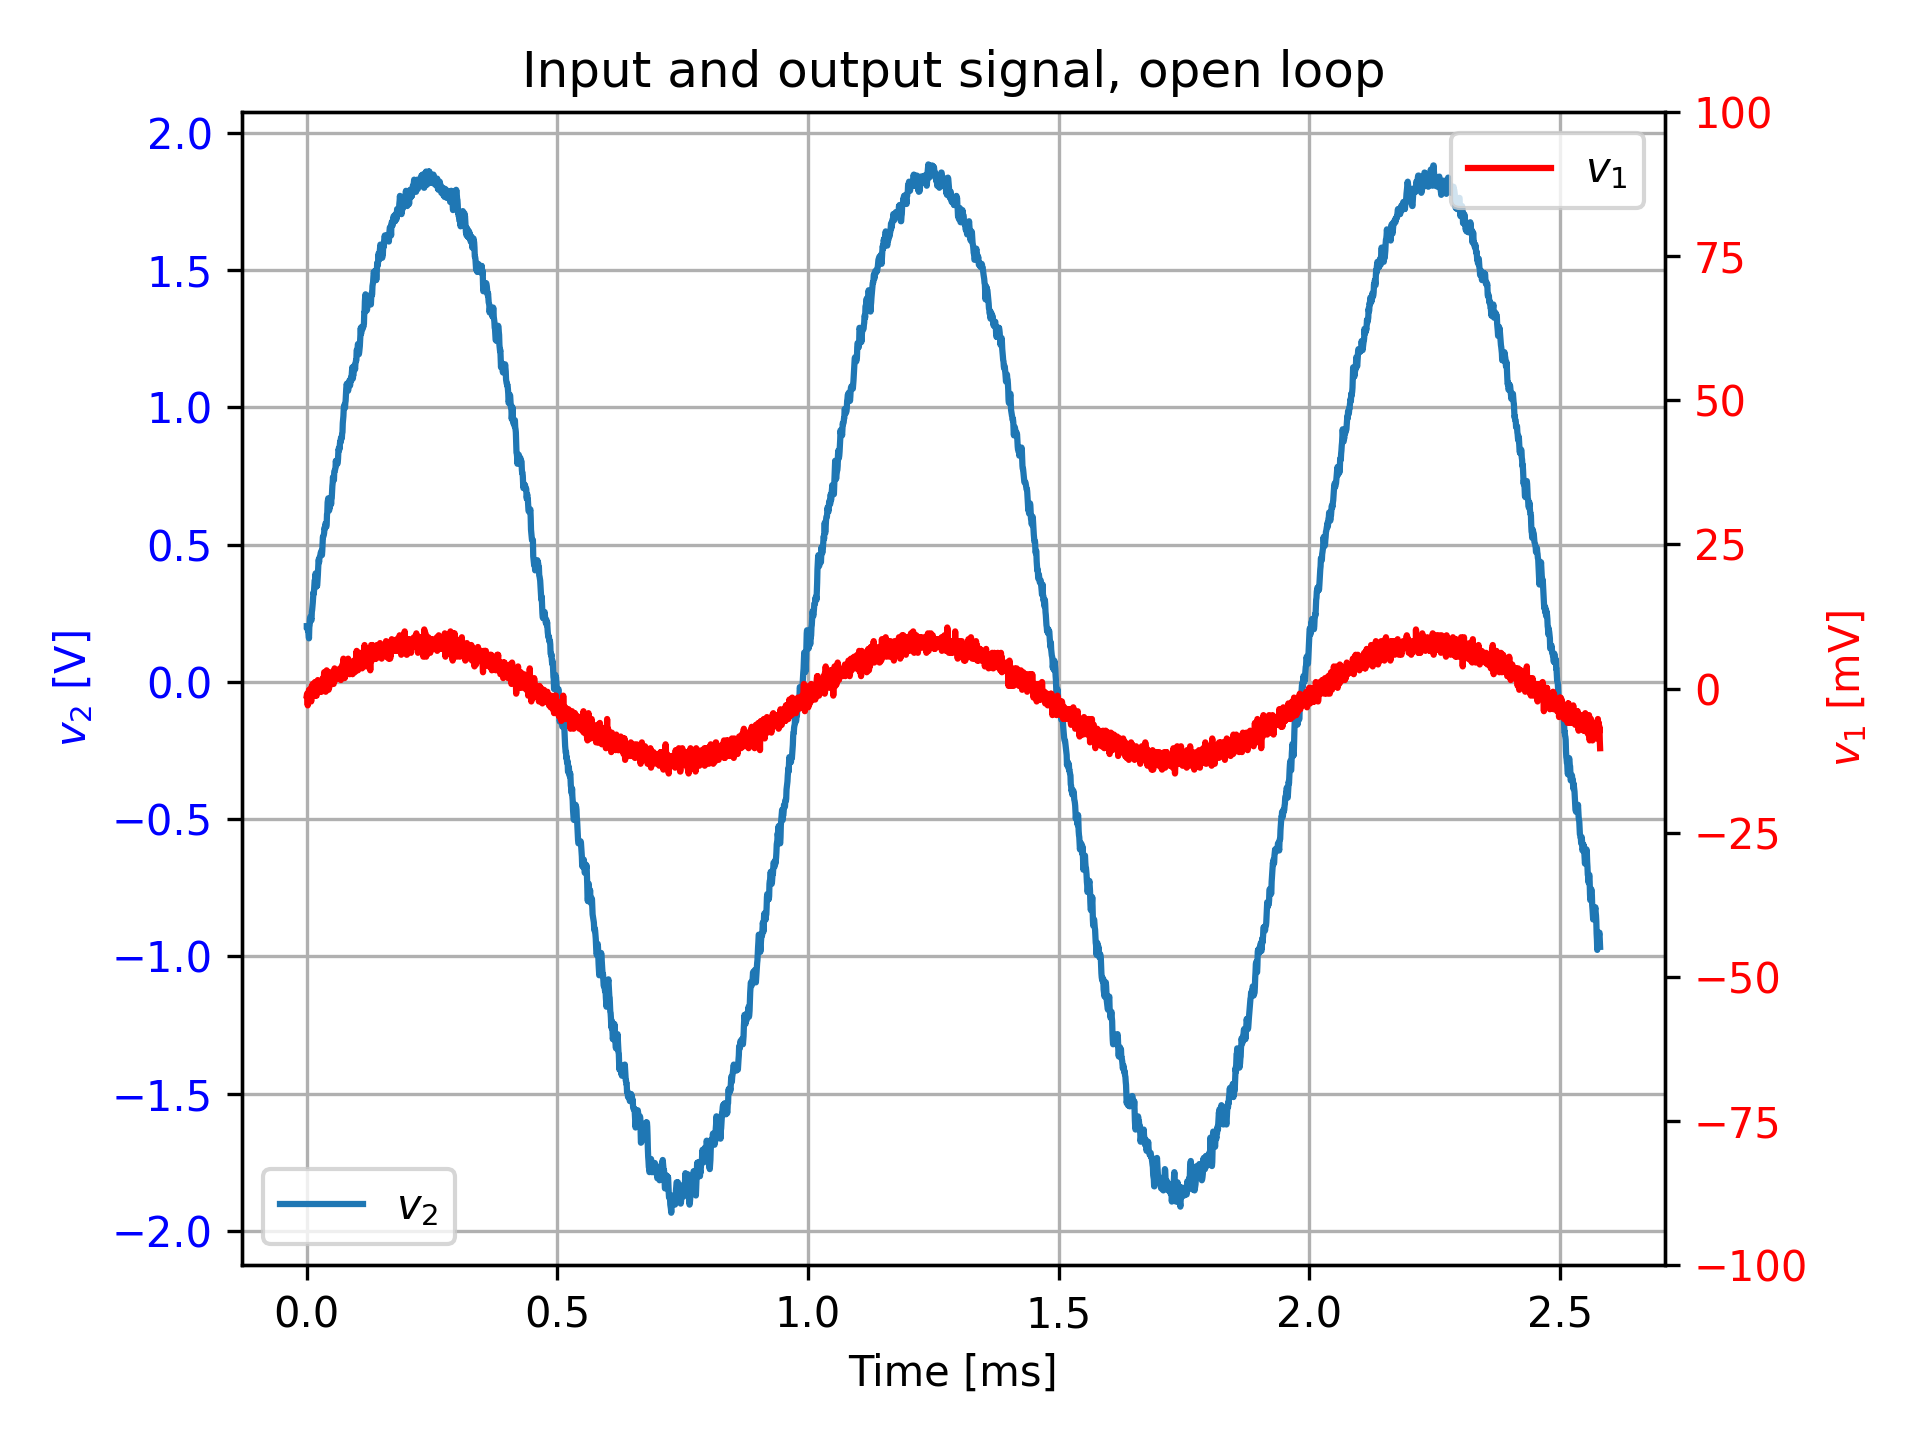 Input and output signal, open loop
2.0
1.5
1.0
0.5
0.0
−0.5
−1.0
−1.5
−2.0
v₂ [V]
100
75
50
25
0
−25
−50
−75
−100
v₁ [mV]
v₁
v₂
0.0 0.5 1.0 1.5 2.0 2.5
Time [ms]